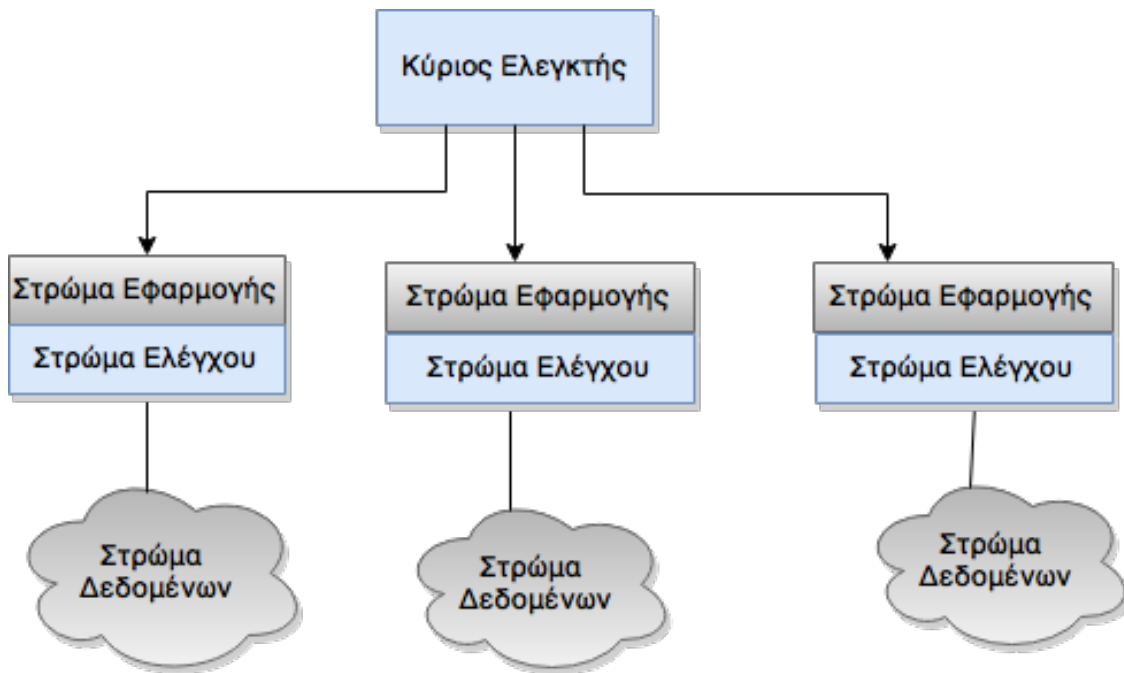 Κύριος Ελεγκτής
Στρώμα Εφαρμογής
Στρώμα Ελέγχου
Στρώμα Εφαρμογής
Στρώμα Ελέγχου
Στρώμα Εφαρμογής
Στρώμα Ελέγχου
Στρώμα
Δεδομένων
Στρώμα
Δεδομένων
Στρώμα
Δεδομένων